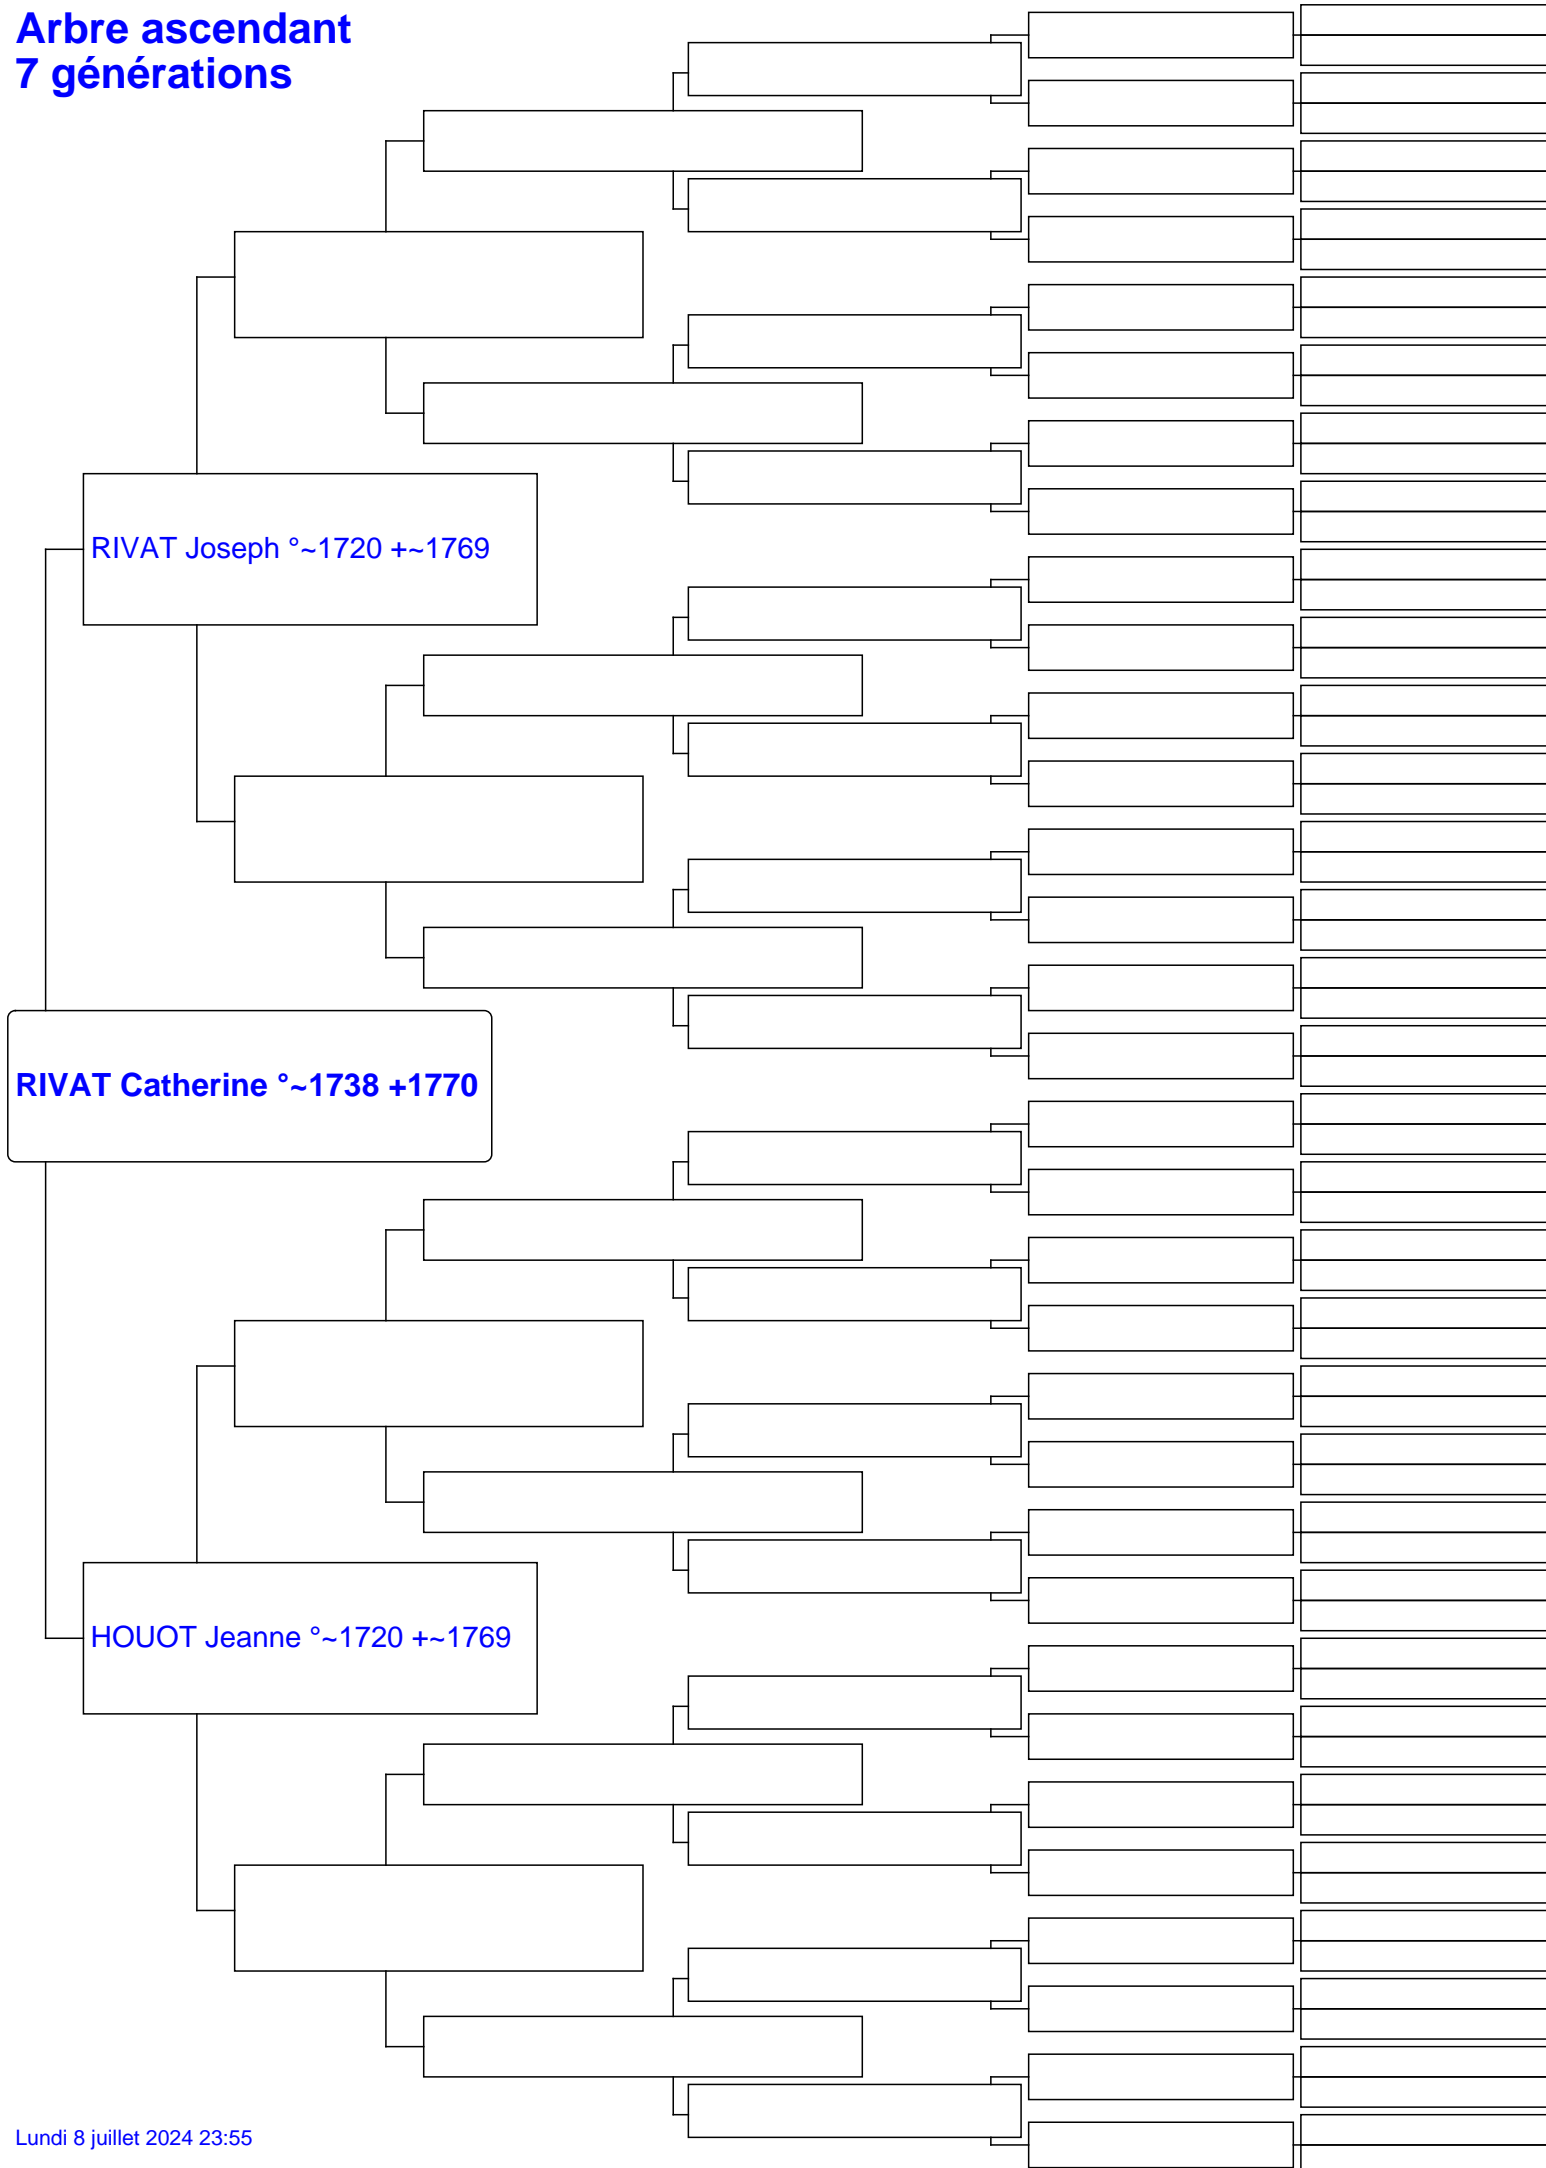 Arbre ascendant
7 générations
RIVAT Joseph °~1720 +~1769
RIVAT Catherine °~1738 +1770
HOUOT Jeanne °~1720 +~1769
Lundi 8 juillet 2024 23:55